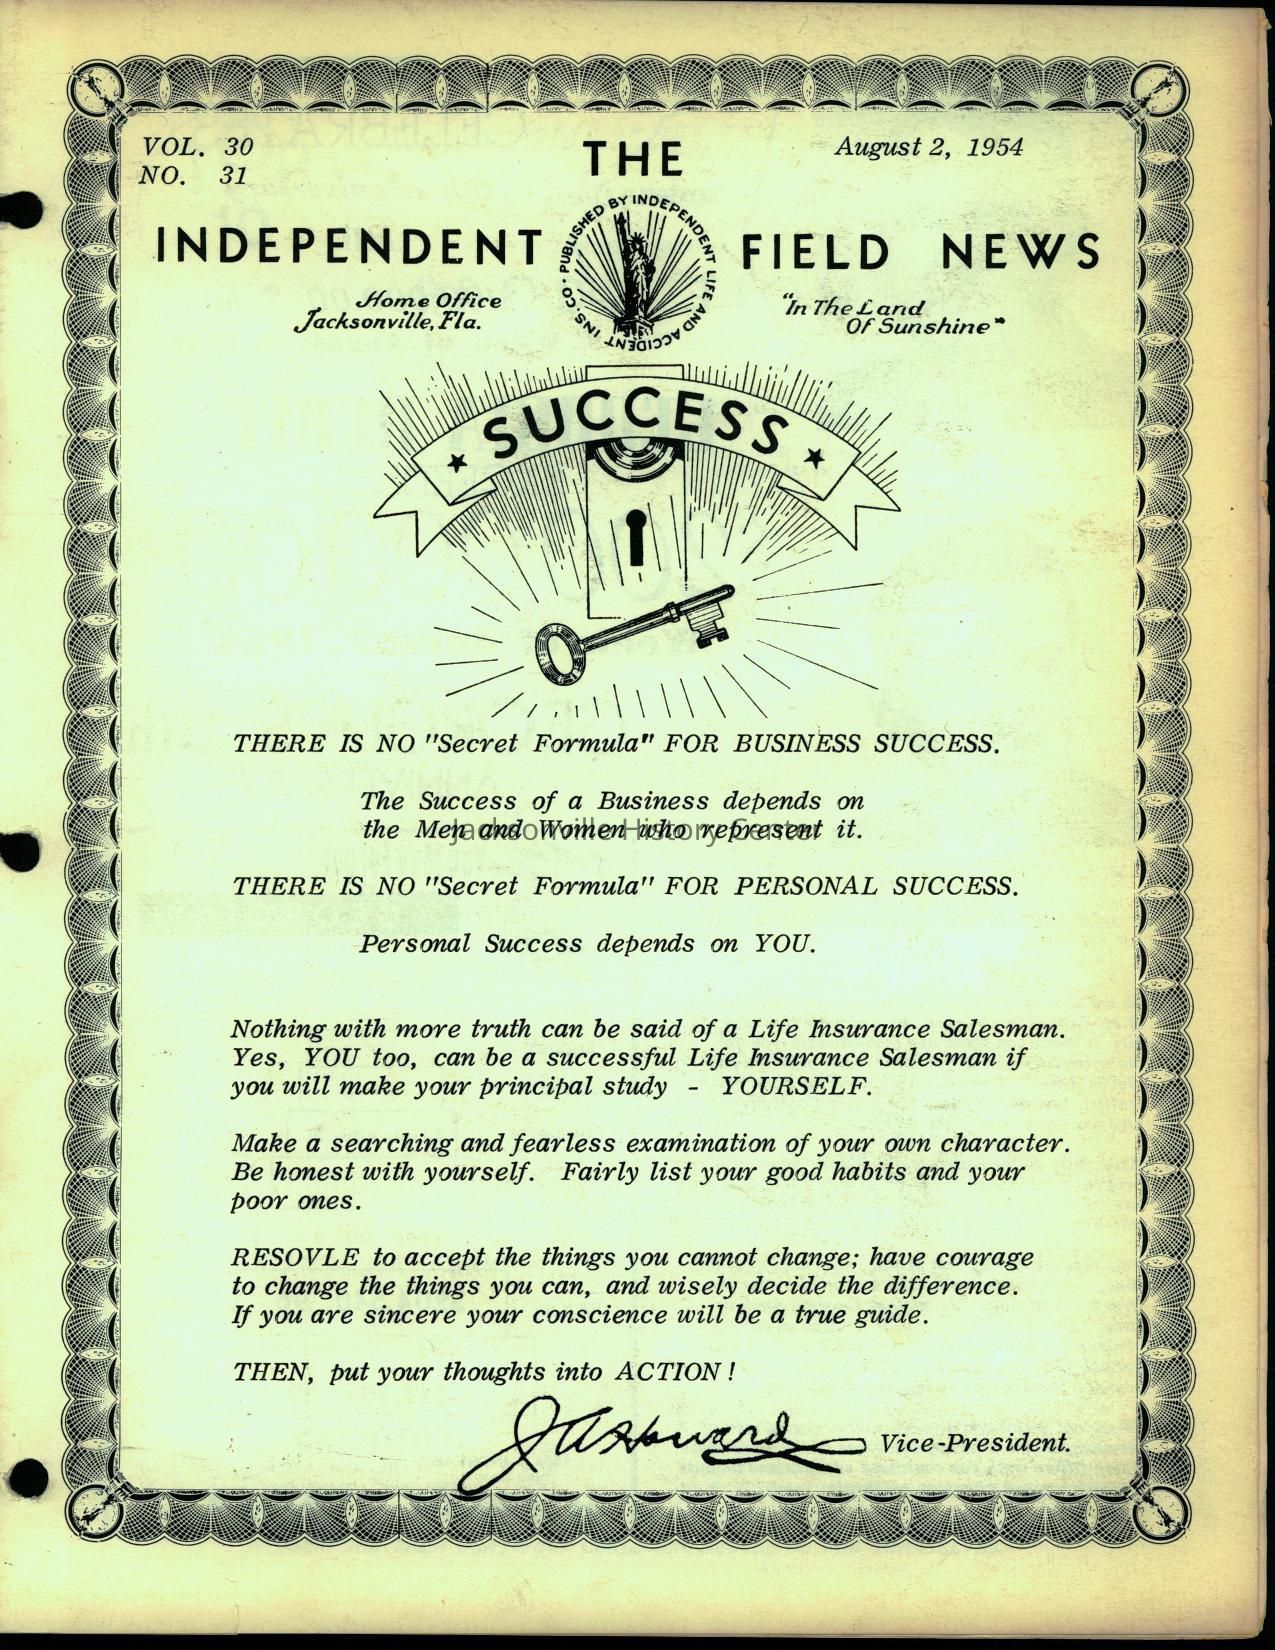 VOL. 30
NO. 31
August 2, 1954
THE
INDEPENDENT FIELD NEWS
PUBLISHED BY INDEPENDENT LIFE AND ACCIDENT INS. CO.
Home Office
Jacksonville, Fla.
"In The Land
Of Sunshine"
SUCCESS
THERE IS NO "Secret Formula" FOR BUSINESS SUCCESS.
The Success of a Business depends on
the Men and Women who represent it.
Jacksonville History Center
THERE IS NO "Secret Formula" FOR PERSONAL SUCCESS.
Personal Success depends on YOU.
Nothing with more truth can be said of a Life Insurance Salesman.
Yes, YOU too, can be a successful Life Insurance Salesman if
you will make your principal study - YOURSELF.
Make a searching and fearless examination of your own character.
Be honest with yourself. Fairly list your good habits and your
poor ones.
RESOVLE to accept the things you cannot change; have courage
to change the things you can, and wisely decide the difference.
If you are sincere your conscience will be a true guide.
THEN, put your thoughts into ACTION!
J A Howard Vice-President.